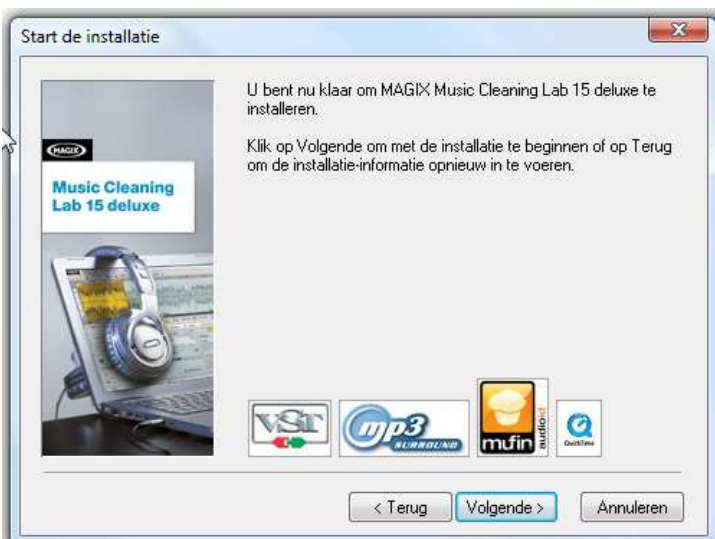 Start de installatie
U bent nu klaar om MAGIX Music Cleaning Lab 15 deluxe te
installeren.
Klik op Volgende om met de installatie te beginnen of op Terug
om de installatie-informatie opnieuw in te voeren.
MAGIX
Music Cleaning
Lab 15 deluxe
VST
mp3
SURROUND
mufin
audioid
QuickTime
< Terug
Volgende >
Annuleren